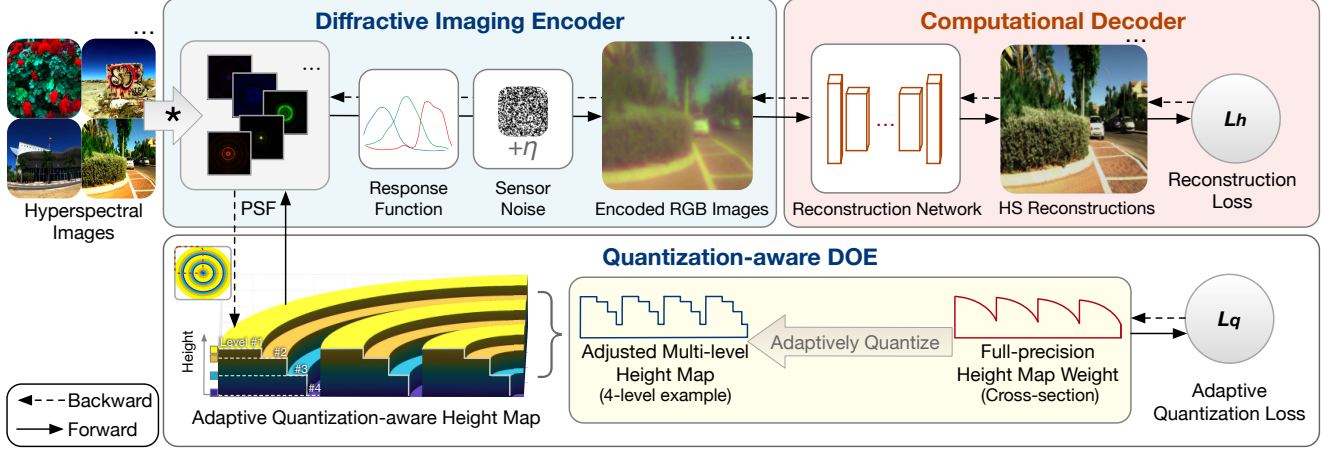 Diffractive Imaging Encoder
Computational Decoder
...
...
...
...
*
...
+η
Lh
Hyperspectral
Images
PSF
Response
Function
Sensor
Noise
Encoded RGB Images
Reconstruction Network
HS Reconstructions
Reconstruction
Loss
Quantization-aware DOE
Height
Level #1
#2
#3
#4
Adaptive Quantization-aware Height Map
Adjusted Multi-level
Height Map
(4-level example)
Adaptively Quantize
Full-precision
Height Map Weight
(Cross-section)
Lq
Adaptive
Quantization Loss
Backward
Forward